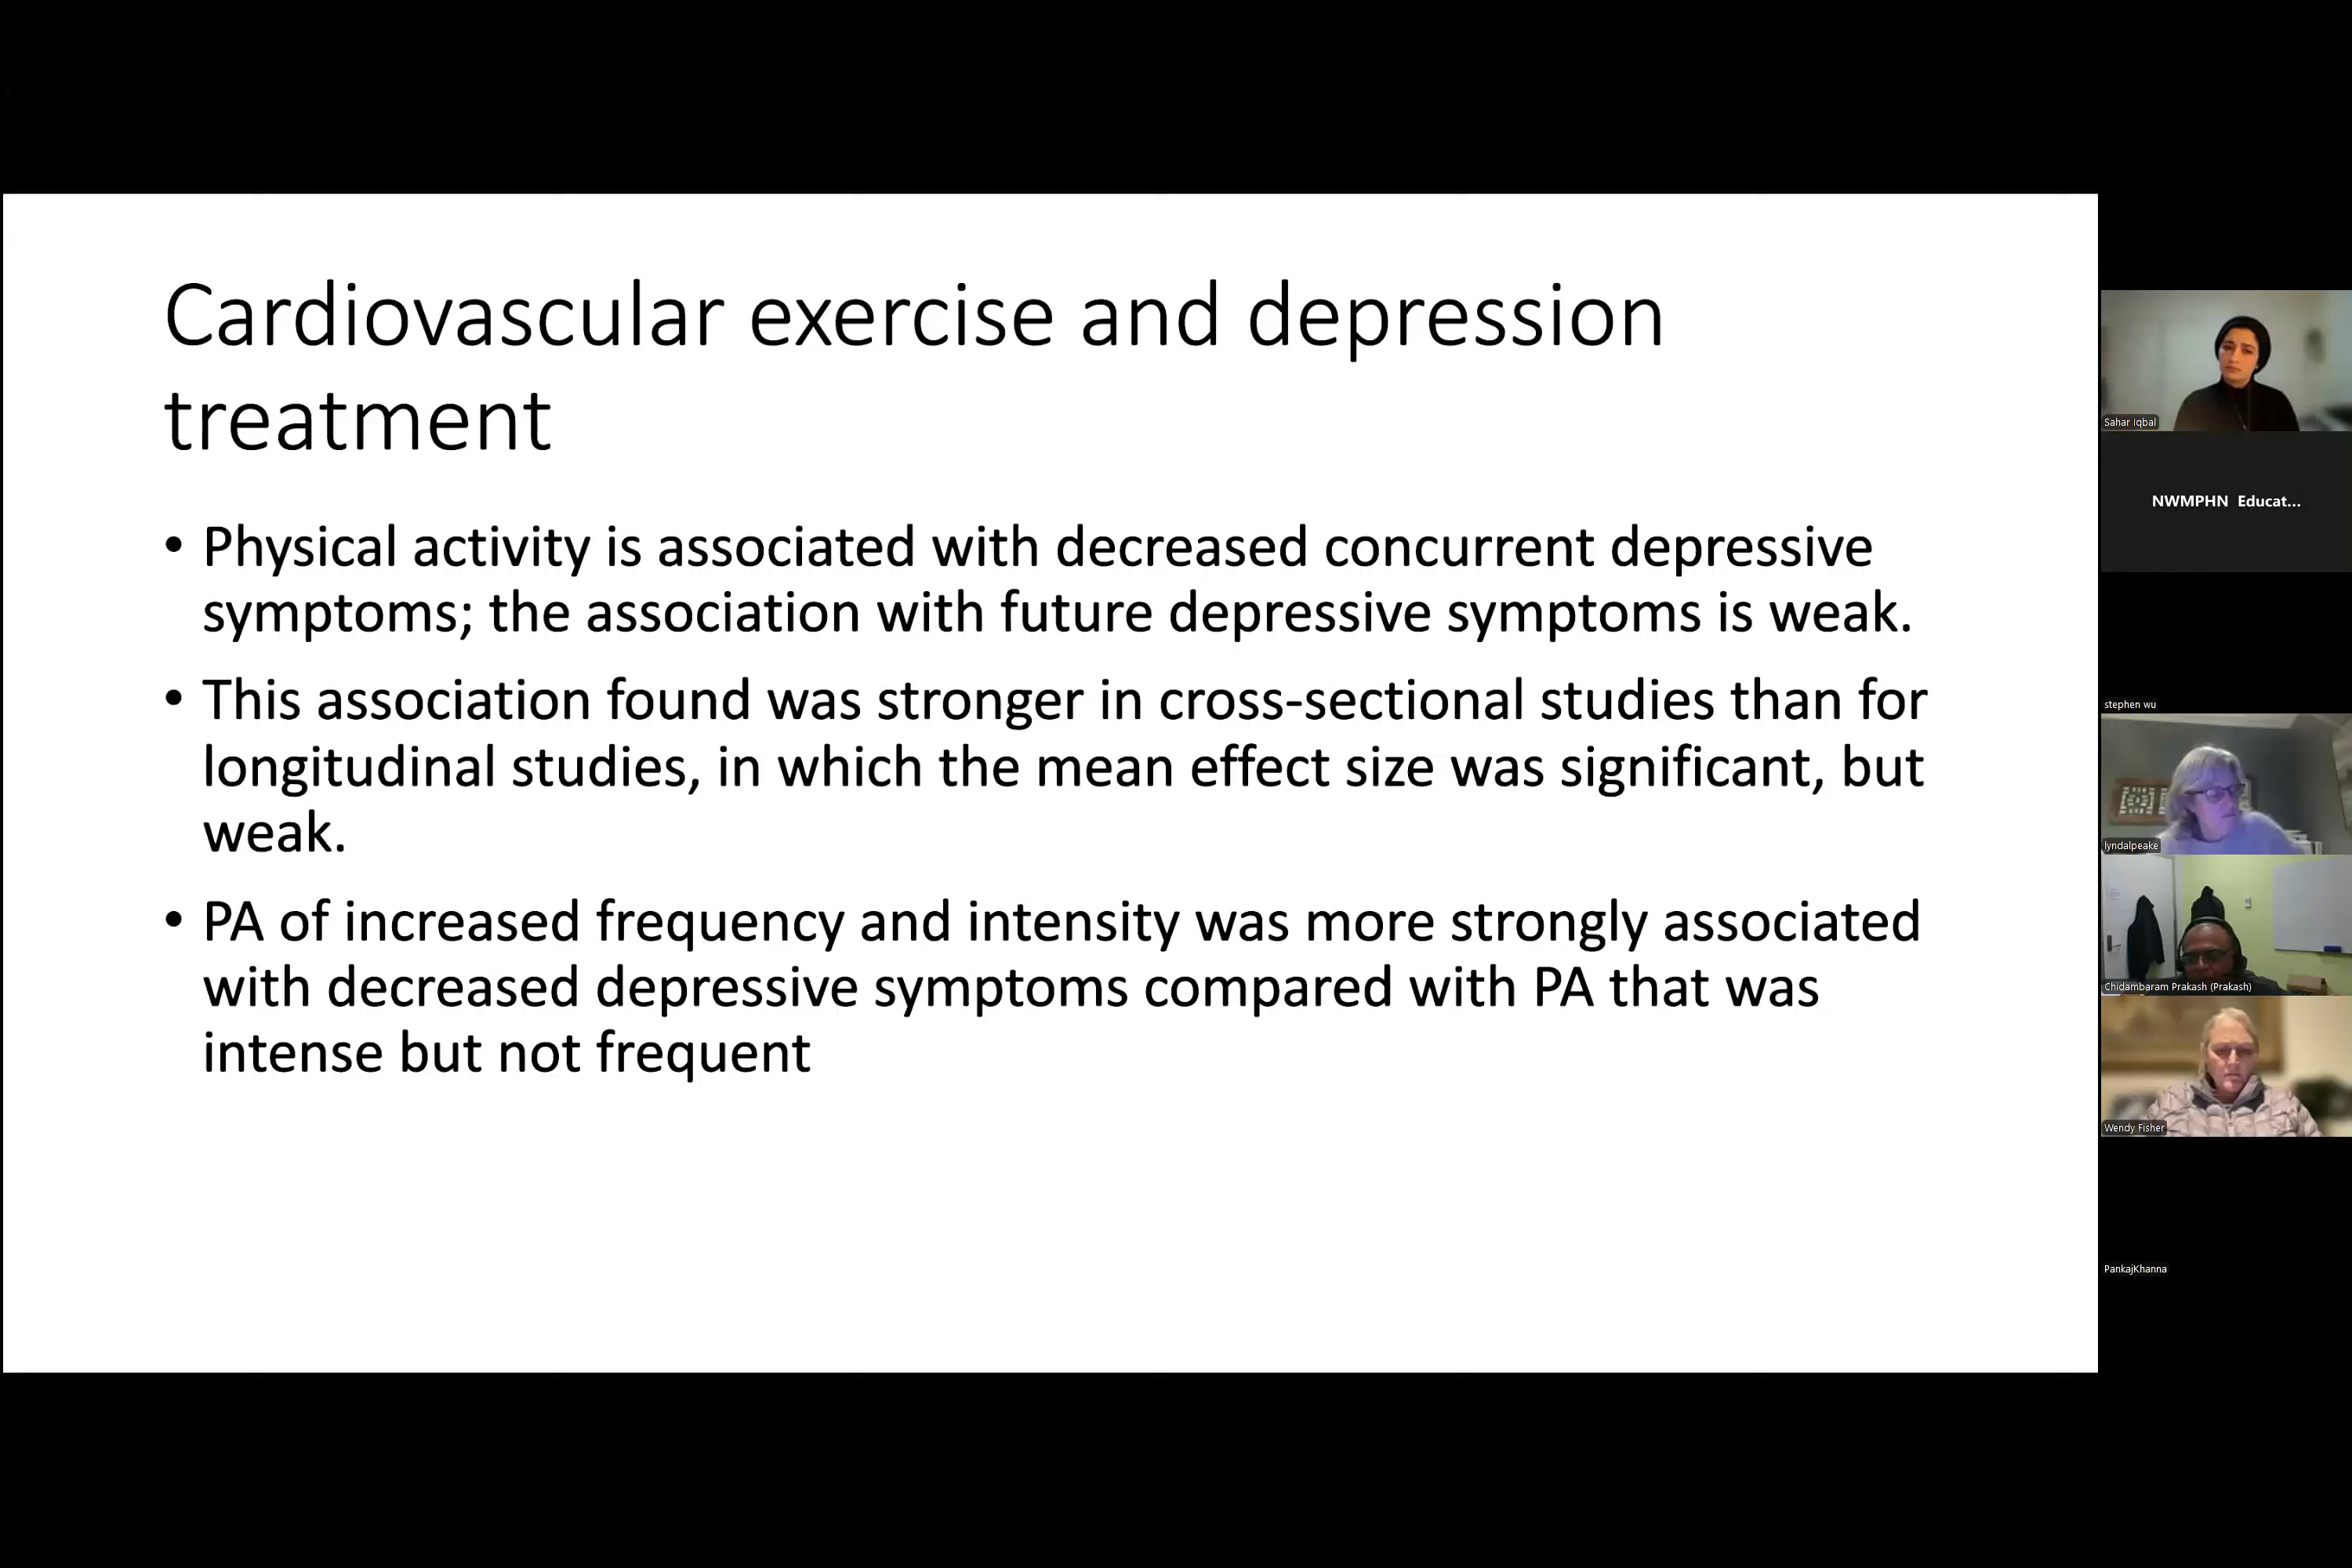 Cardiovascular exercise and depression
treatment
• Physical activity is associated with decreased concurrent depressive
symptoms; the association with future depressive symptoms is weak.
• This association found was stronger in cross-sectional studies than for
longitudinal studies, in which the mean effect size was significant, but
weak.
• PA of increased frequency and intensity was more strongly associated
with decreased depressive symptoms compared with PA that was
intense but not frequent
Sahar Iqbal
NWMPHN Educat...
stephen wu
lyndalpeake
Chidambaram Prakash (Prakash)
Wendy Fisher
PankajKhanna